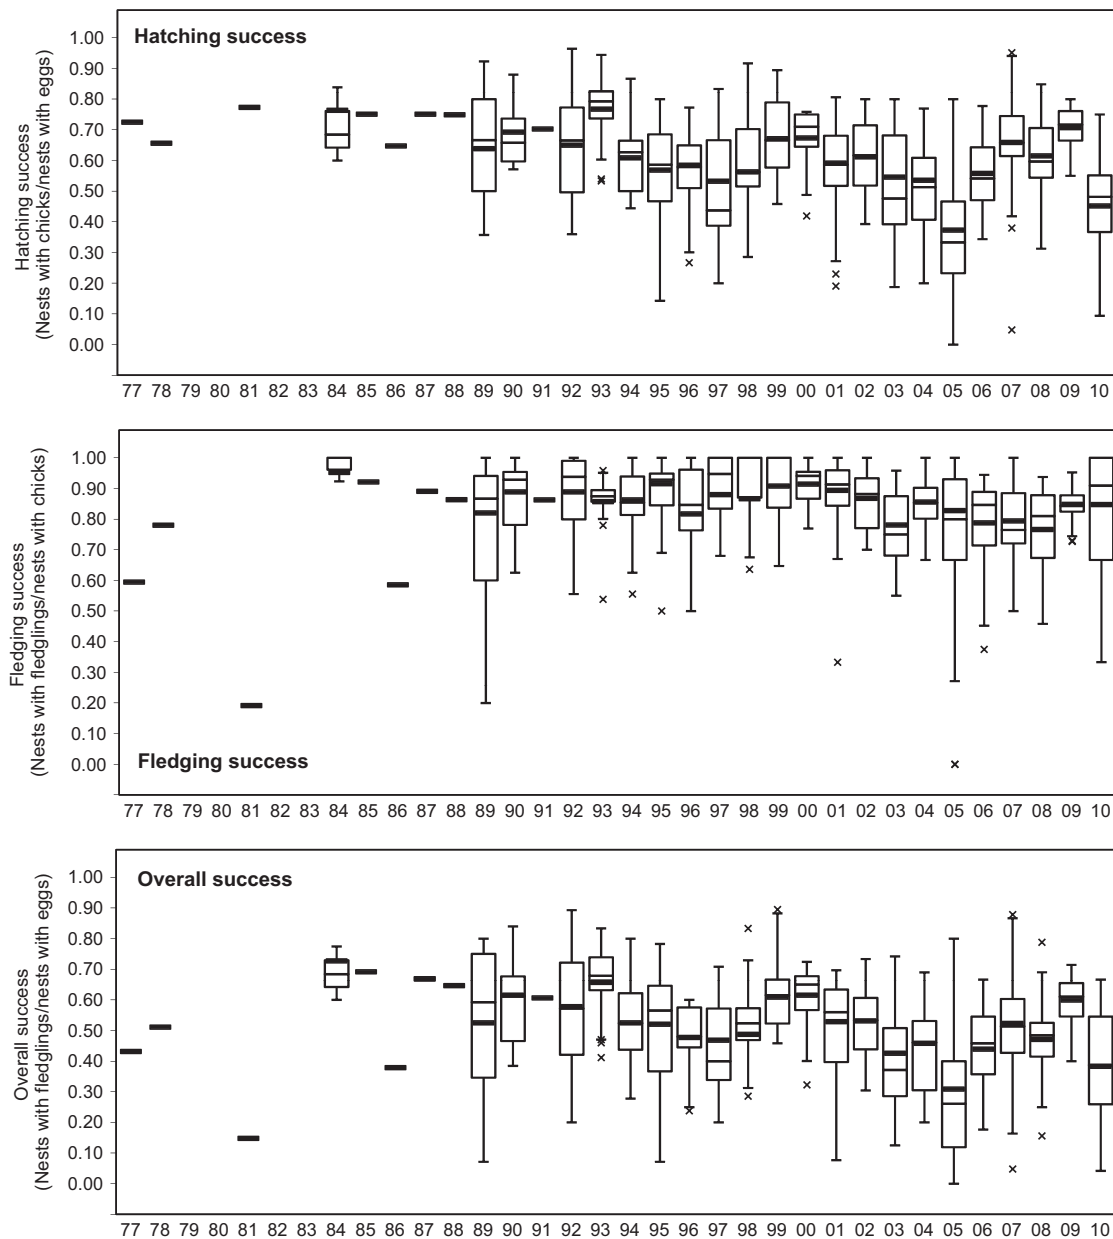 Hatching success
Hatching success
(Nests with chicks/nests with eggs)
1.00
0.90
0.80
0.70
0.60
0.50
0.40
0.30
0.20
0.10
0.00
77 78 79 80 81 82 83 84 85 86 87 88 89 90 91 92 93 94 95 96 97 98 99 00 01 02 03 04 05 06 07 08 09 10
Fledging success
(Nests with fledglings/nests with chicks)
1.00
0.90
0.80
0.70
0.60
0.50
0.40
0.30
0.20
0.10
0.00
Fledging success
77 78 79 80 81 82 83 84 85 86 87 88 89 90 91 92 93 94 95 96 97 98 99 00 01 02 03 04 05 06 07 08 09 10
Overall success
Overall success
(Nests with fledglings/nests with eggs)
1.00
0.90
0.80
0.70
0.60
0.50
0.40
0.30
0.20
0.10
0.00
77 78 79 80 81 82 83 84 85 86 87 88 89 90 91 92 93 94 95 96 97 98 99 00 01 02 03 04 05 06 07 08 09 10